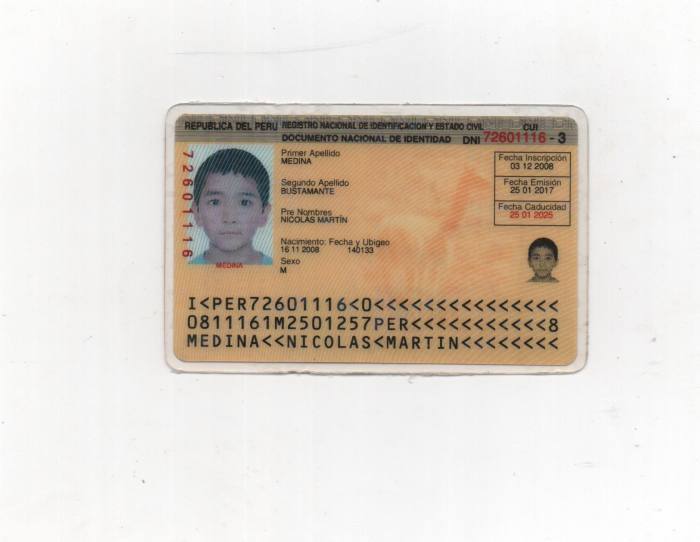 REPUBLICA DEL PERU REGISTRO NACIONAL DE IDENTIFICACION Y ESTADO CIVIL CUI
DOCUMENTO NACIONAL DE IDENTIDAD DNI 72601116 - 3
72601116
MEDINA
Primer Apellido
MEDINA
Segundo Apellido
BUSTAMANTE
Pre Nombres
NICOLAS MARTÍN
Nacimiento: Fecha y Ubigeo
16 11 2008 140133
Sexo
M
Fecha Inscripción
03 12 2008
Fecha Emisión
25 01 2017
Fecha Caducidad
25 01 2025
I<PER72601116<0<<<<<<<<<<<<<<<
0811161M2501257PER<<<<<<<<<<<8
MEDINA<<NICOLAS<MARTIN<<<<<<<<